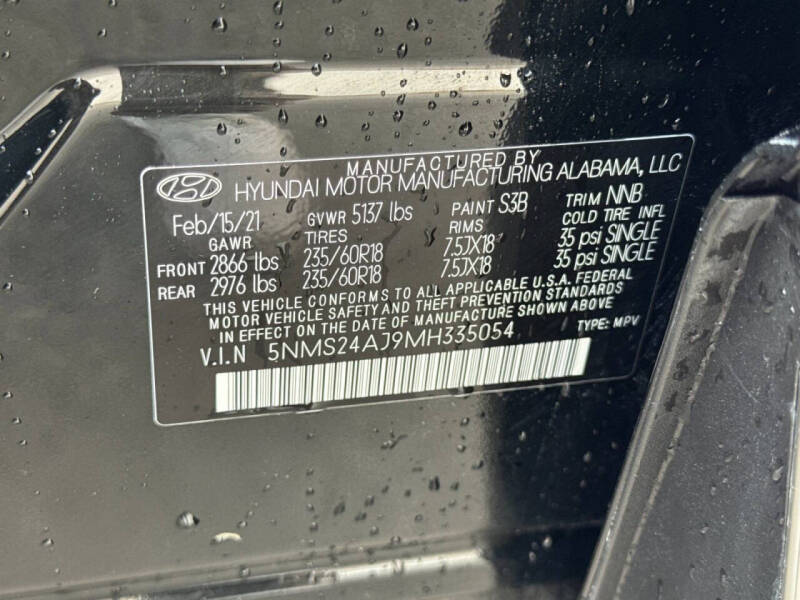 MANUFACTURED BY
HYUNDAI MOTOR MANUFACTURING ALABAMA, LLC
Feb/15/21 GVWR 5137 lbs PAINT S3B TRIM NNB
GAWR TIRES RIMS COLD TIRE INFL
FRONT 2866 lbs 235/60R18 7.5JX18 35 psi SINGLE
REAR 2976 lbs 235/60R18 7.5JX18 35 psi SINGLE
THIS VEHICLE CONFORMS TO ALL APPLICABLE U.S.A. FEDERAL
MOTOR VEHICLE SAFETY AND THEFT PREVENTION STANDARDS
IN EFFECT ON THE DATE OF MANUFACTURE SHOWN ABOVE
V.I.N 5NMS24AJ9MH335054 TYPE: MPV